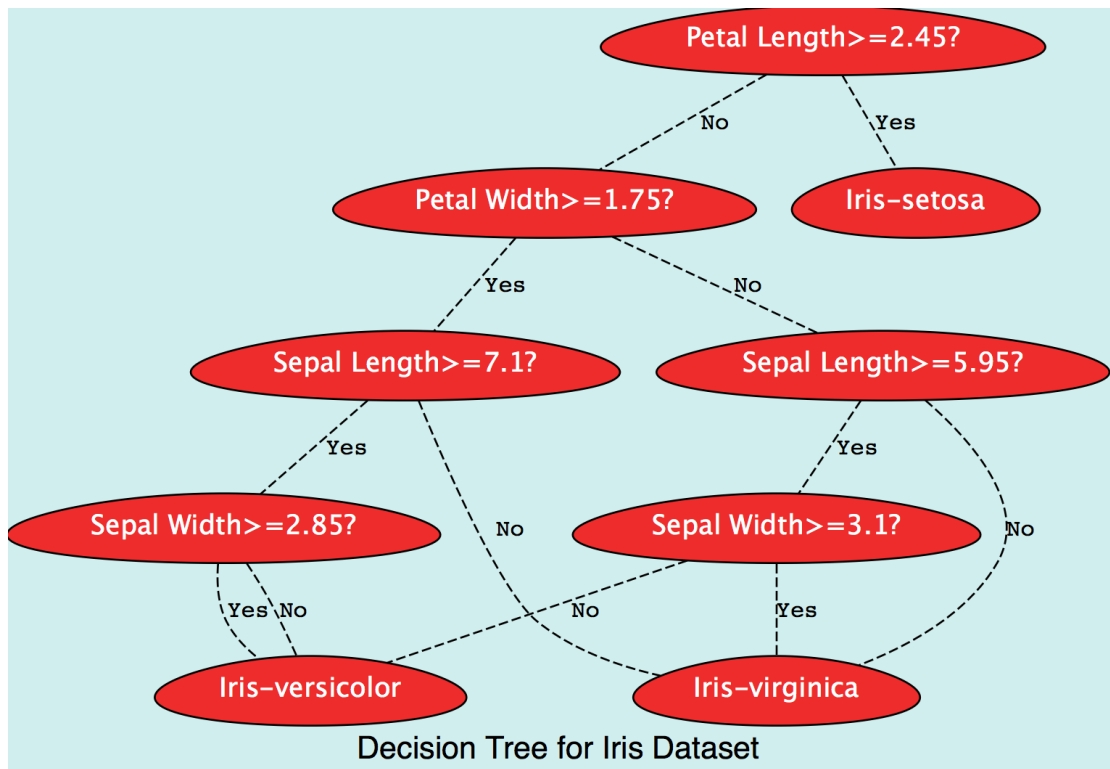 Petal Length>=2.45?
No
Yes
Petal Width>=1.75?
Iris-setosa
Yes
No
Sepal Length>=7.1?
Sepal Length>=5.95?
Yes
Yes
Sepal Width>=2.85?
No
Sepal Width>=3.1?
No
Yes
No
No
Yes
Iris-versicolor
Iris-virginica
Decision Tree for Iris Dataset